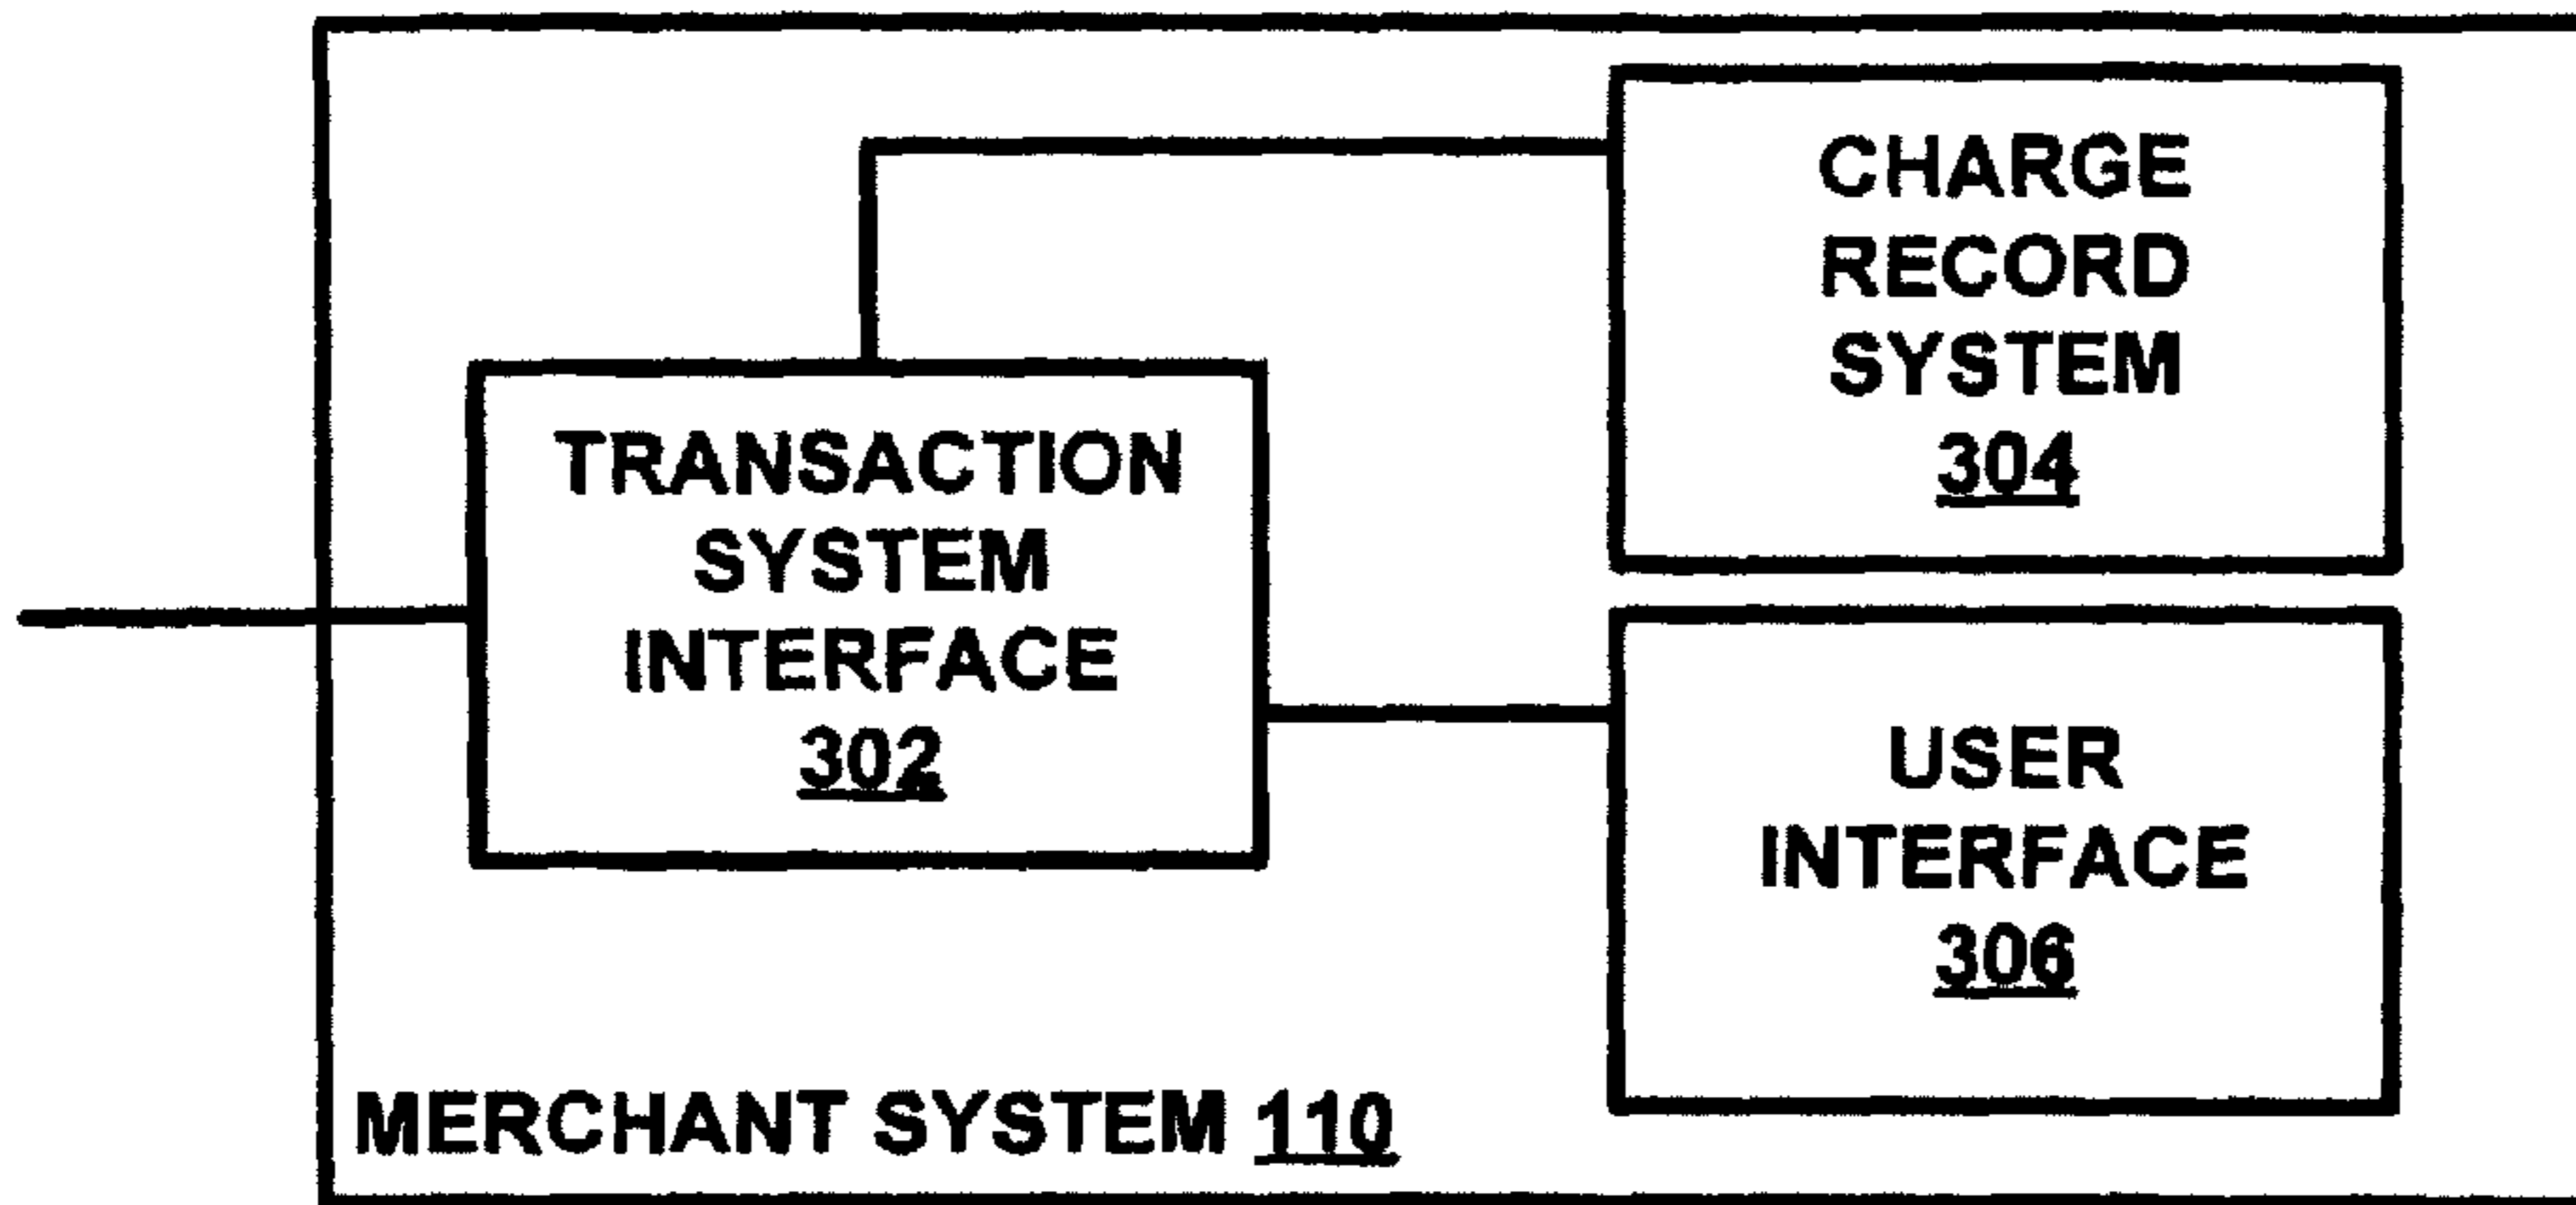 CHARGE
RECORD
SYSTEM
304
TRANSACTION
SYSTEM
INTERFACE
302
USER
INTERFACE
306
MERCHANT SYSTEM 110